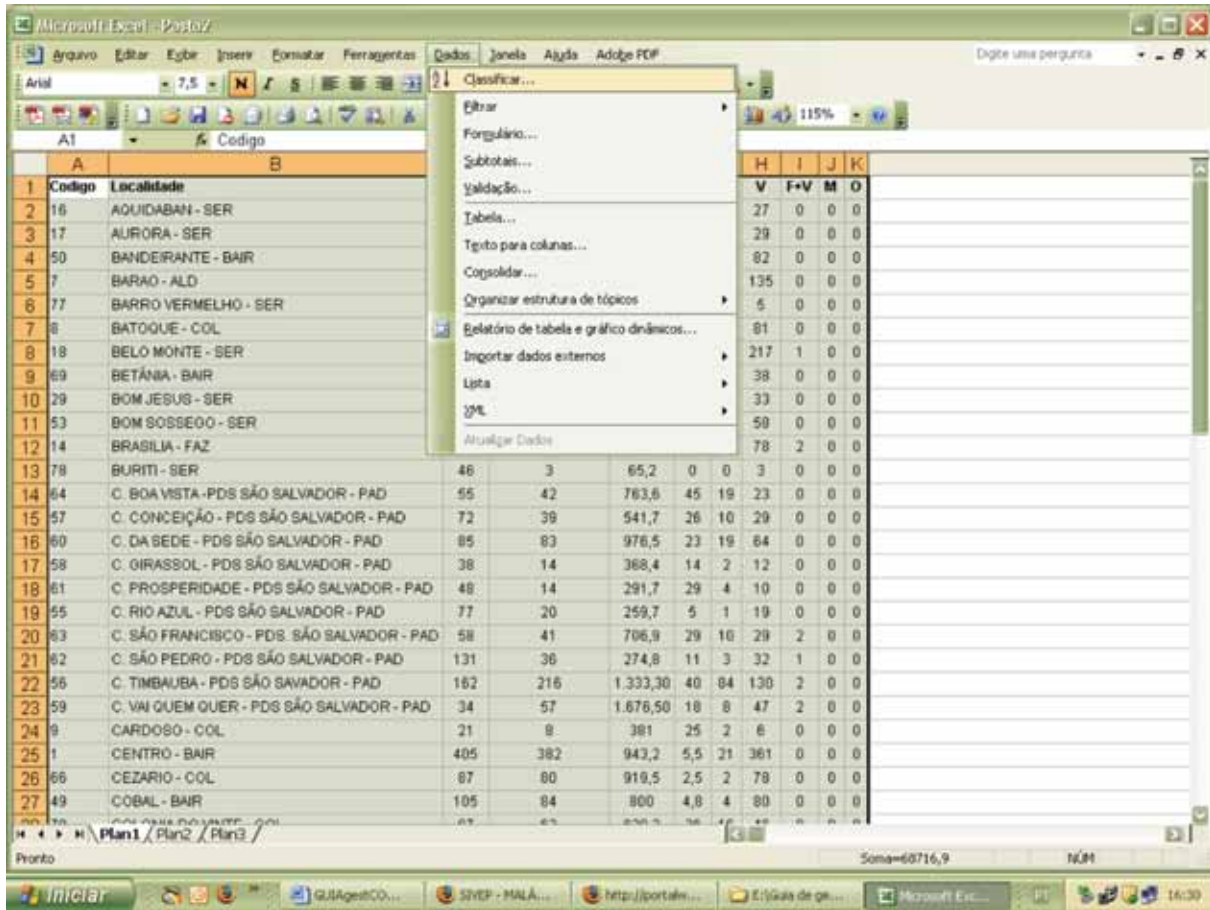 Microsoft Excel - Pasta2
Arquivo Editar Exibir Inserir Formatar Ferramentas Dados Janela Ajuda Adobe PDF
Digite uma pergunta
Arial 7,5 N I S
115%
A1 fx Codigo
Classificar...
Filtrar
Formulário...
Subtotais...
Validação...
Tabela...
Texto para colunas...
Consolidar...
Organizar estrutura de tópicos
Relatório de tabela e gráfico dinâmicos...
Importar dados externos
Lista
XML
Atualizar Dados
A B H I J K
1 Codigo Localidade V F+V M O
2 16 AQUIDABAN - SER 27 0 0 0
3 17 AURORA - SER 29 0 0 0
4 50 BANDEIRANTE - BAIR 82 0 0 0
5 7 BARAO - ALD 135 0 0 0
6 77 BARRO VERMELHO - SER 5 0 0 0
7 8 BATOQUE - COL 81 0 0 0
8 18 BELO MONTE - SER 217 1 0 0
9 69 BETÂNIA - BAIR 38 0 0 0
10 29 BOM JESUS - SER 33 0 0 0
11 53 BOM SOSSEGO - SER 0 0 0
12 14 BRASILIA - FAZ 78 2 0 0
13 78 BURITI - SER 46 3 65,2 0 0 3 0 0 0
14 64 C. BOA VISTA -PDS SÃO SALVADOR - PAD 55 42 763,6 45 19 23 0 0 0
15 57 C. CONCEIÇÃO - PDS SÃO SALVADOR - PAD 72 39 541,7 26 10 29 0 0 0
16 60 C. DA SEDE - PDS SÃO SALVADOR - PAD 85 83 976,5 23 19 64 0 0 0
17 58 C. GIRASSOL - PDS SÃO SALVADOR - PAD 38 14 368,4 14 2 12 0 0 0
18 61 C. PROSPERIDADE - PDS SÃO SALVADOR - PAD 48 14 291,7 29 4 10 0 0 0
19 55 C. RIO AZUL - PDS SÃO SALVADOR - PAD 77 20 259,7 5 1 19 0 0 0
20 63 C. SÃO FRANCISCO - PDS SÃO SALVADOR - PAD 58 41 706,9 29 10 29 2 0 0
21 62 C. SÃO PEDRO - PDS SÃO SALVADOR - PAD 131 36 274,8 11 3 32 1 0 0
22 56 C. TIMBAUBA - PDS SÃO SAVADOR - PAD 162 216 1.333,30 40 84 130 2 0 0
23 59 C. VAI QUEM QUER - PDS SÃO SALVADOR - PAD 34 57 1.676,50 18 8 47 2 0 0
24 9 CARDOSO - COL 21 8 381 25 2 6 0 0 0
25 1 CENTRO - BAIR 405 382 943,2 5,5 21 361 0 0 0
26 66 CEZARIO - COL 87 80 919,5 2,5 2 78 0 0 0
27 49 COBAL - BAIR 105 84 800 4,8 4 80 0 0 0
Plan1 Plan2 Plan3
Pronto Soma=68716,9 NÚM
Iniciar GUIAgestCO... SIVEP - MALÁ... http://portalw... E:\Guia de ge... Microsoft Exc... 16:30